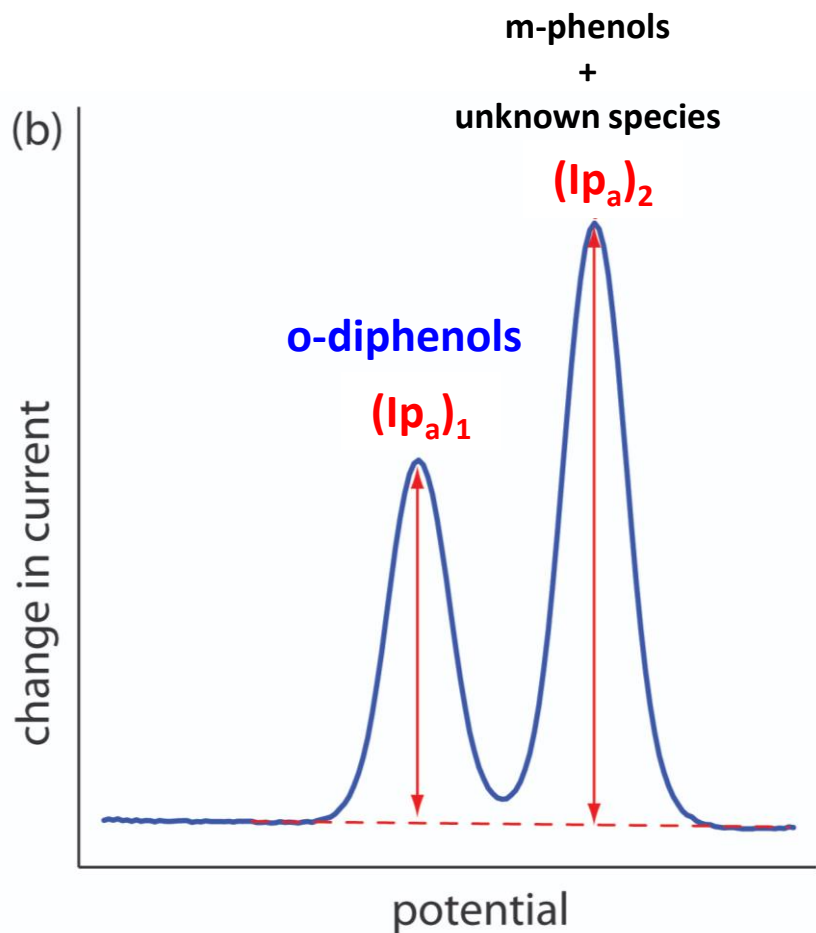 m-phenols
+
unknown species
(b)
(Ipₐ)₂
o-diphenols
(Ipₐ)₁
change in current
potential